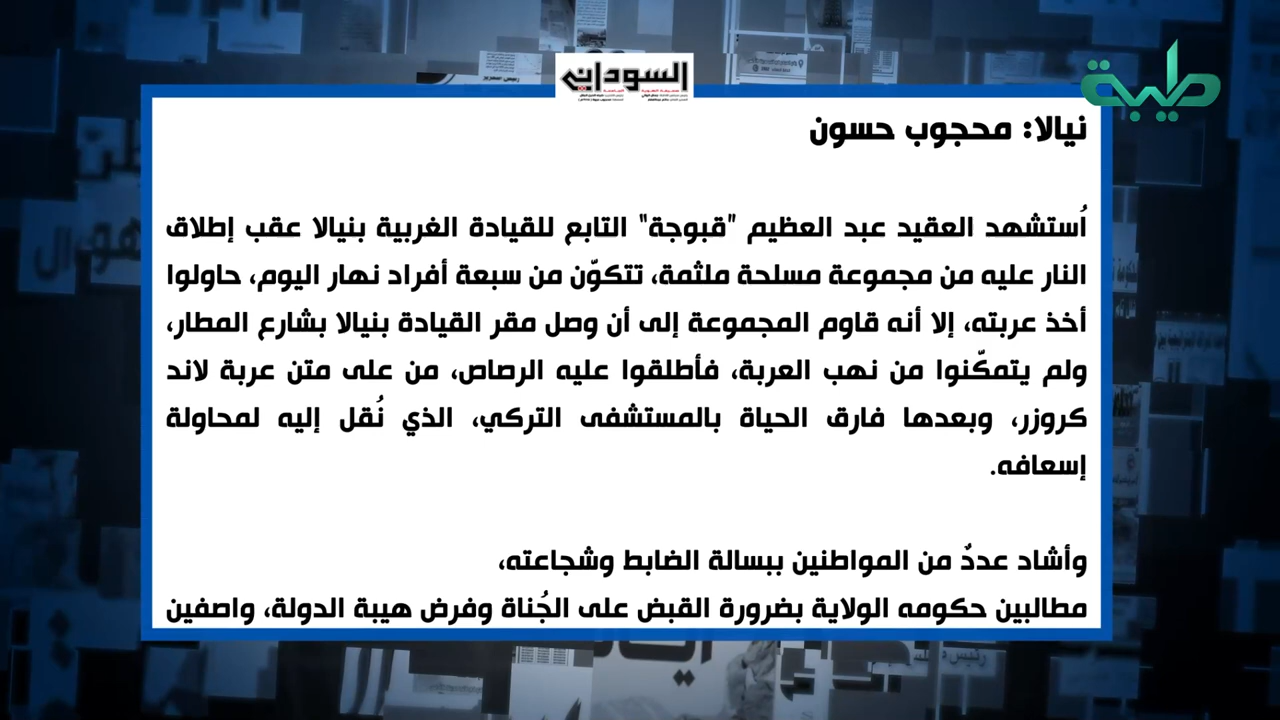 السوداني
طيبة
نيالا: محجوب حسون
اُستشهد العقيد عبد العظيم "قبوجة" التابع للقيادة الغربية بنيالا عقب إطلاق
النار عليه من مجموعة مسلحة ملثمة، تتكوّن من سبعة أفراد نهار اليوم، حاولوا
أخذ عربته، إلا أنه قاوم المجموعة إلى أن وصل مقر القيادة بنيالا بشارع المطار،
ولم يتمكّنوا من نهب العربة، فأطلقوا عليه الرصاص، من على متن عربة لاند
كروزر، وبعدها فارق الحياة بالمستشفى التركي، الذي نُقل إليه لمحاولة
إسعافه.
وأشاد عددٌ من المواطنين ببسالة الضابط وشجاعته،
مطالبين حكومه الولاية بضرورة القبض على الجُناة وفرض هيبة الدولة، واصفين